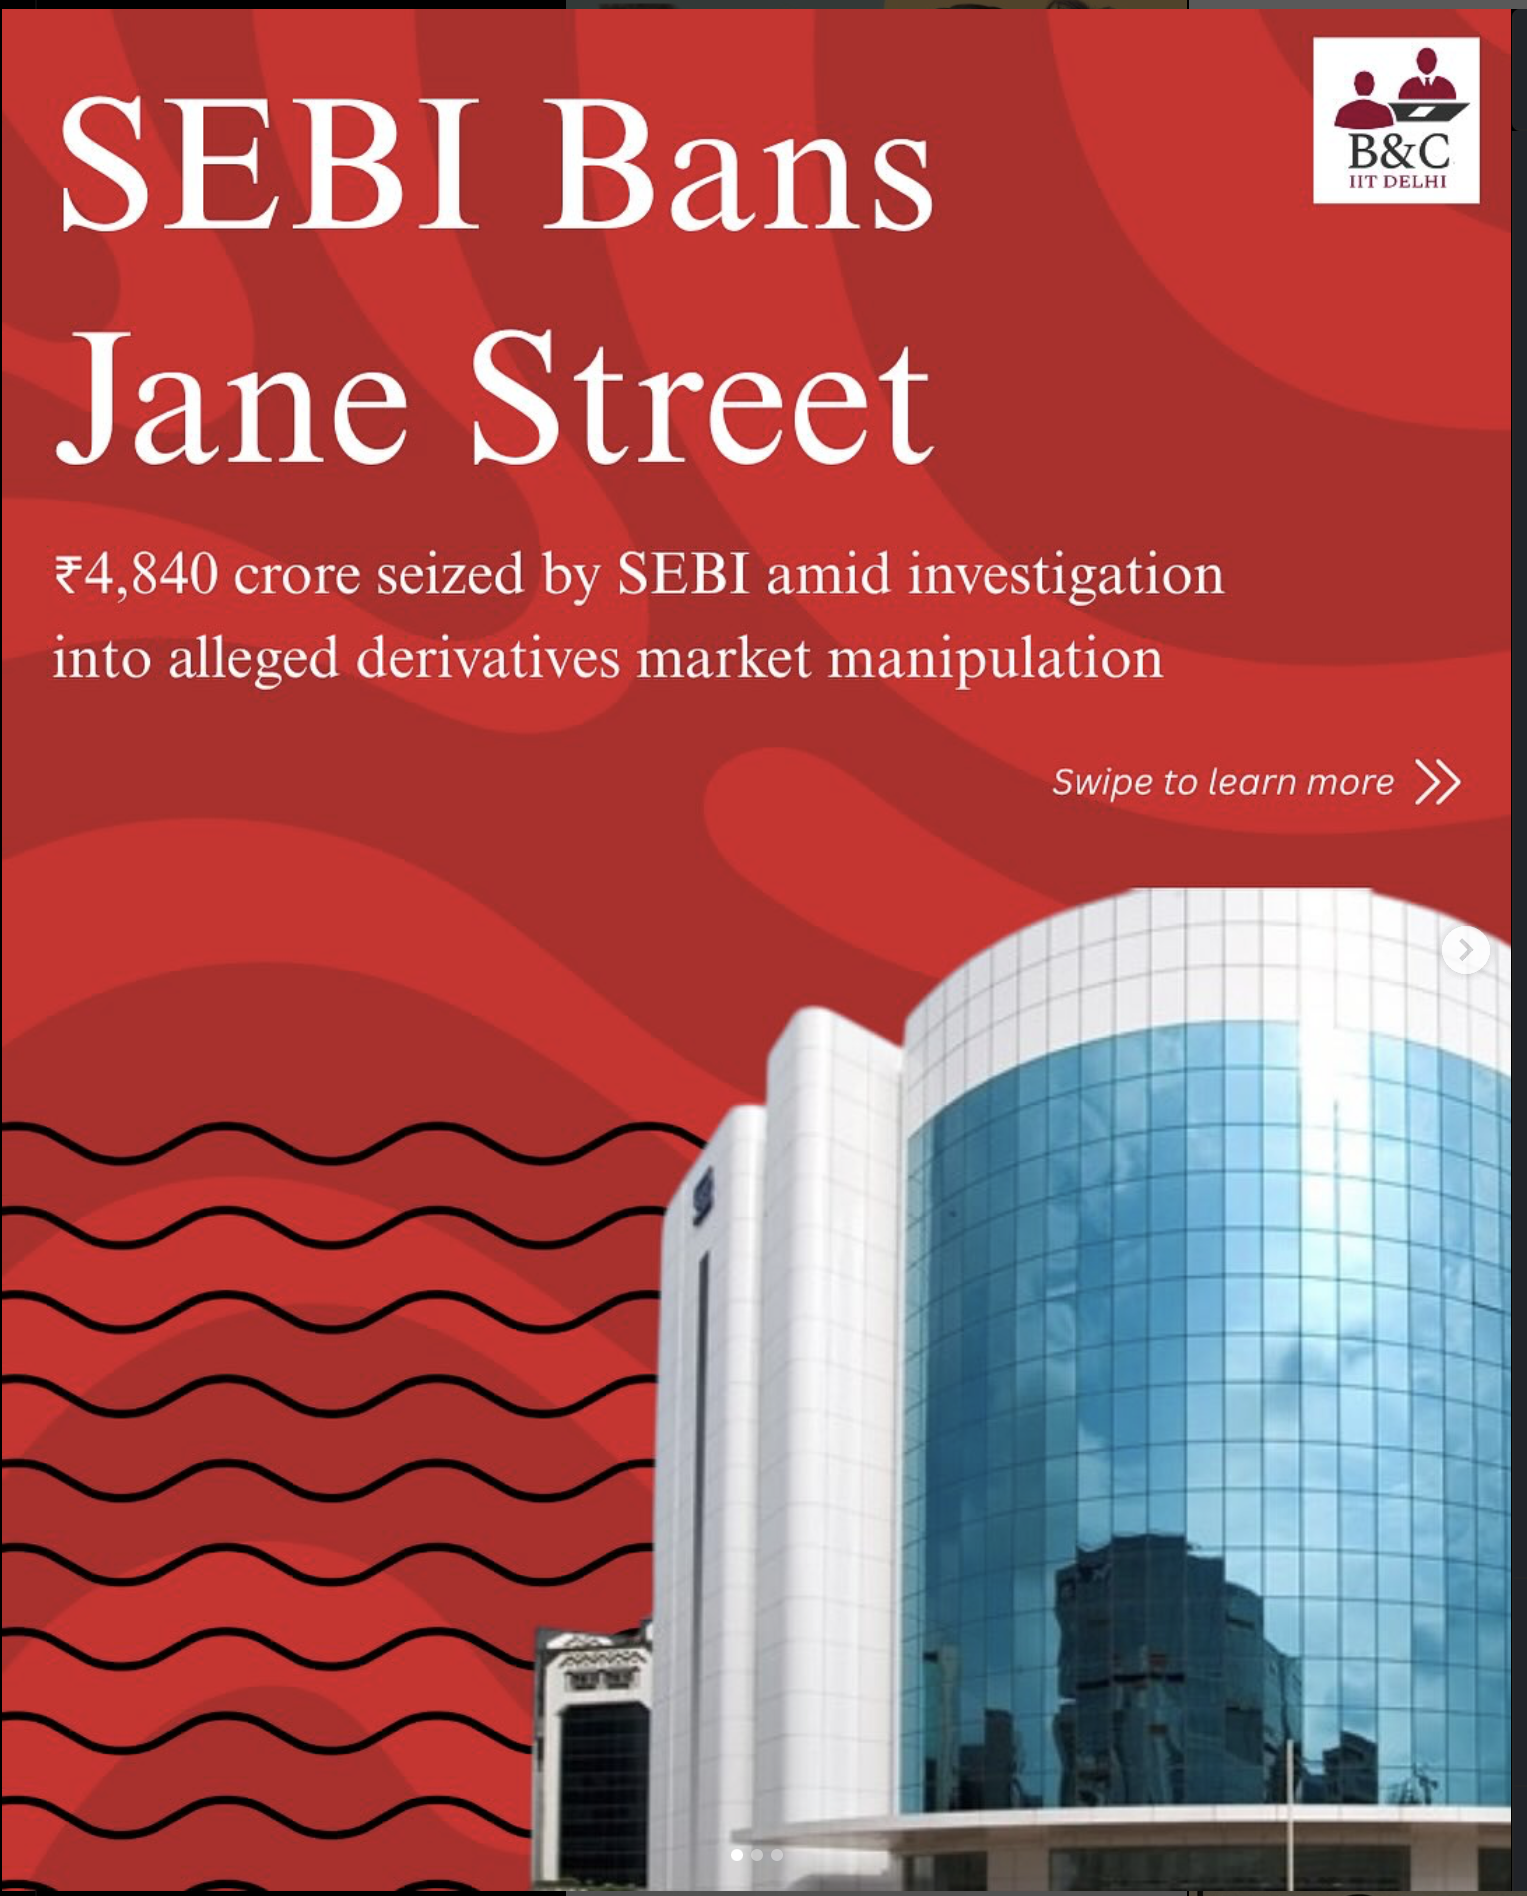 SEBI Bans
B&C
IIT DELHI
Jane Street
₹4,840 crore seized by SEBI amid investigation
into alleged derivatives market manipulation
Swipe to learn more